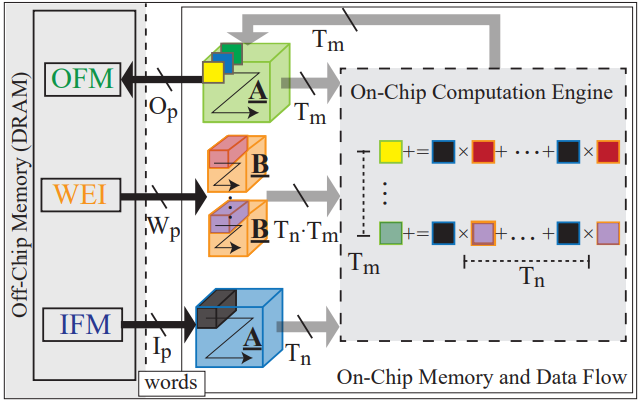 Off-Chip Memory (DRAM)
OFM
WEI
IFM
Op
Wp
Ip
words
A
B
B
A
Tm
Tm
Tn·Tm
Tn
On-Chip Computation Engine
+= × + ··· + ×
⋮
+= × + ... + ×
Tm
Tn
On-Chip Memory and Data Flow